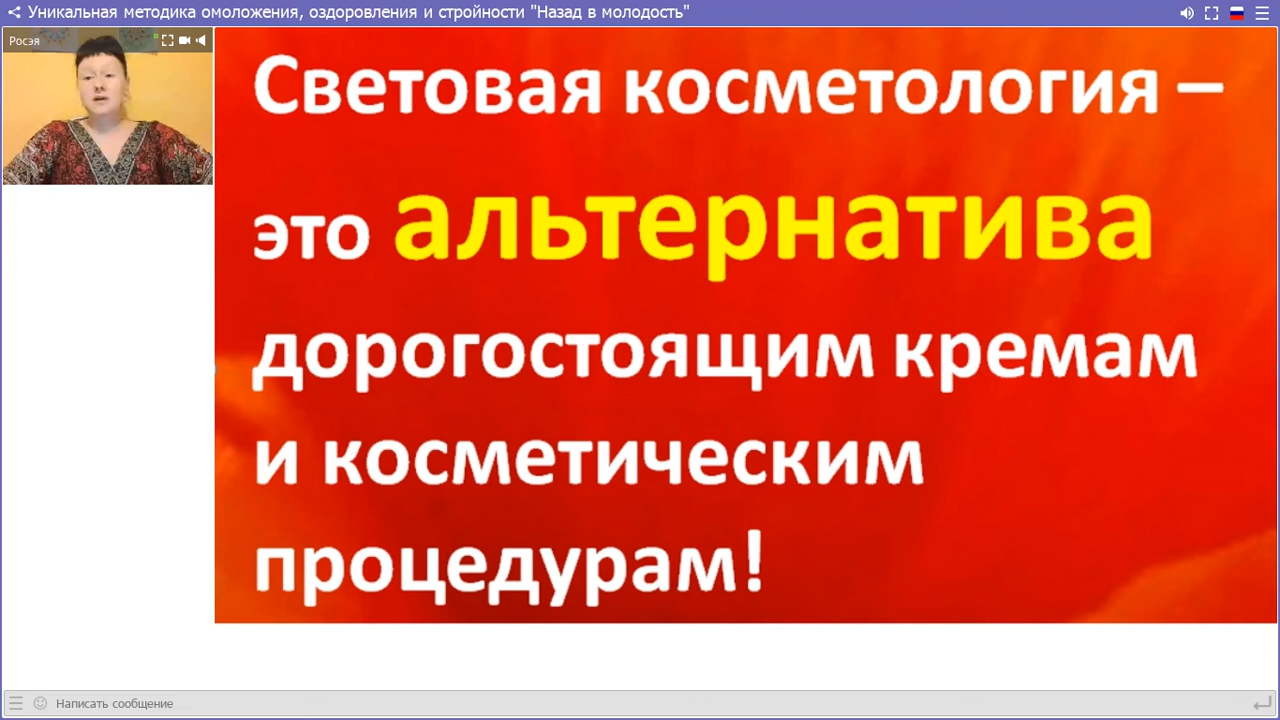 Уникальная методика омоложения, оздоровления и стройности "Назад в молодость"
Росэя
Световая косметология –
это альтернатива
дорогостоящим кремам
и косметическим
процедурам!
Написать сообщение